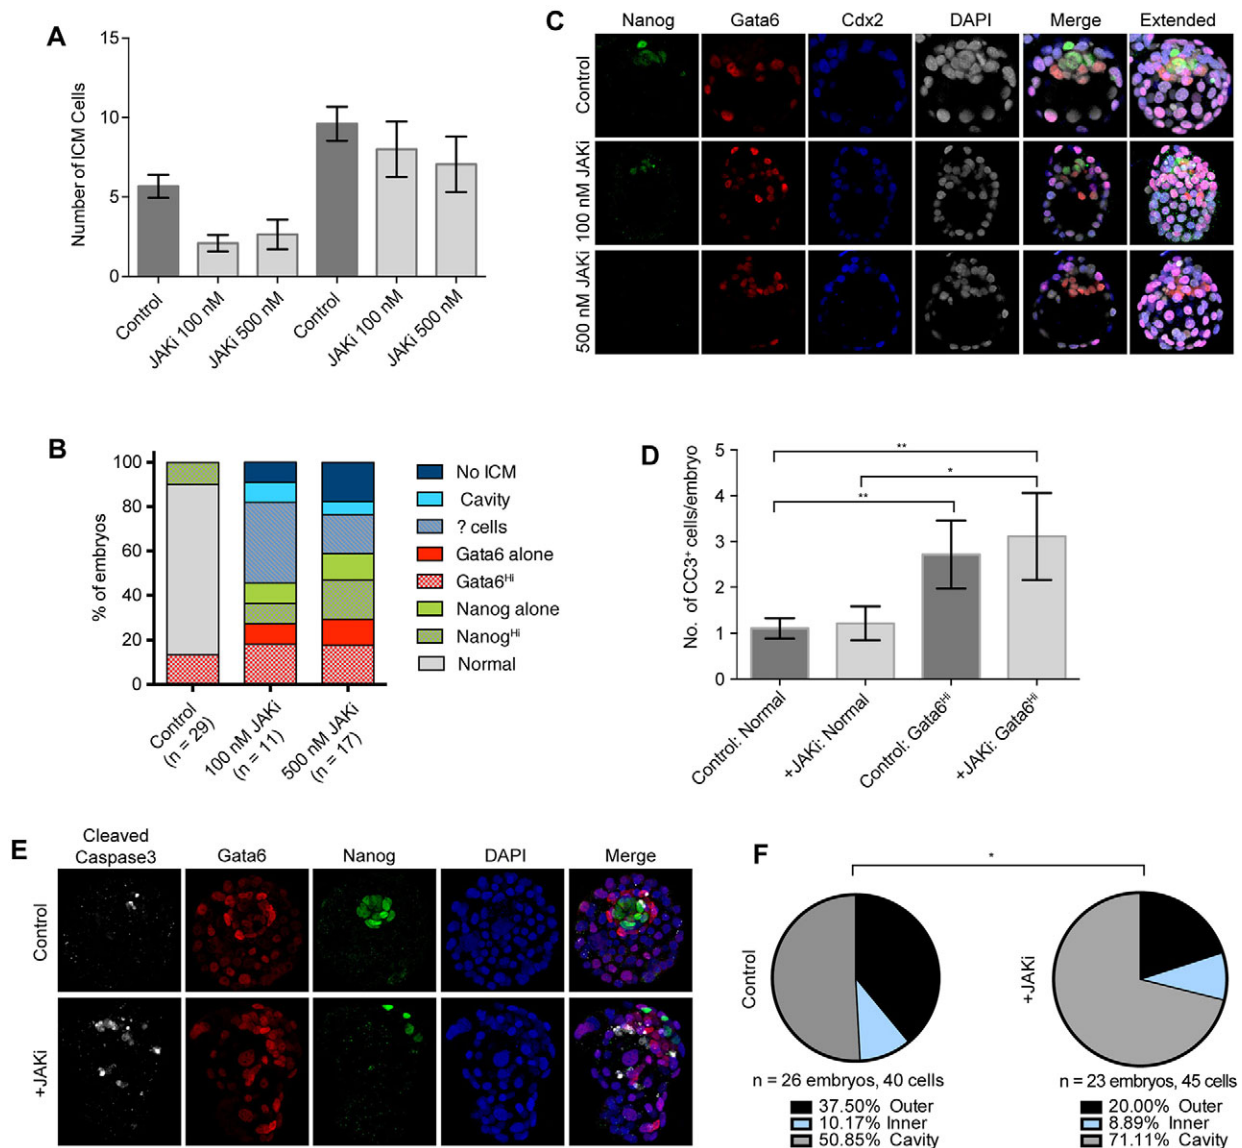 A
15
10
5
0
Number of ICM Cells
Control
JAKi 100 nM
JAKi 500 nM
Control
JAKi 100 nM
JAKi 500 nM
C
Nanog Gata6 Cdx2 DAPI Merge Extended
Control
100 nM JAKi
500 nM JAKi
B
100
80
60
40
20
0
% of embryos
Control
(n = 29)
100 nM JAKi
(n = 11)
500 nM JAKi
(n = 17)
No ICM
Cavity
? cells
Gata6 alone
Gata6Hi
Nanog alone
NanogHi
Normal
D
5
4
3
2
1
0
No. of CC3+ cells/embryo
**
*
**
Control: Normal
+JAKi: Normal
Control: Gata6Hi
+JAKi: Gata6Hi
E
Cleaved
Caspase3 Gata6 Nanog DAPI Merge
Control
+JAKi
F
*
Control
+JAKi
n = 26 embryos, 40 cells
37.50% Outer
10.17% Inner
50.85% Cavity
n = 23 embryos, 45 cells
20.00% Outer
8.89% Inner
71.11% Cavity